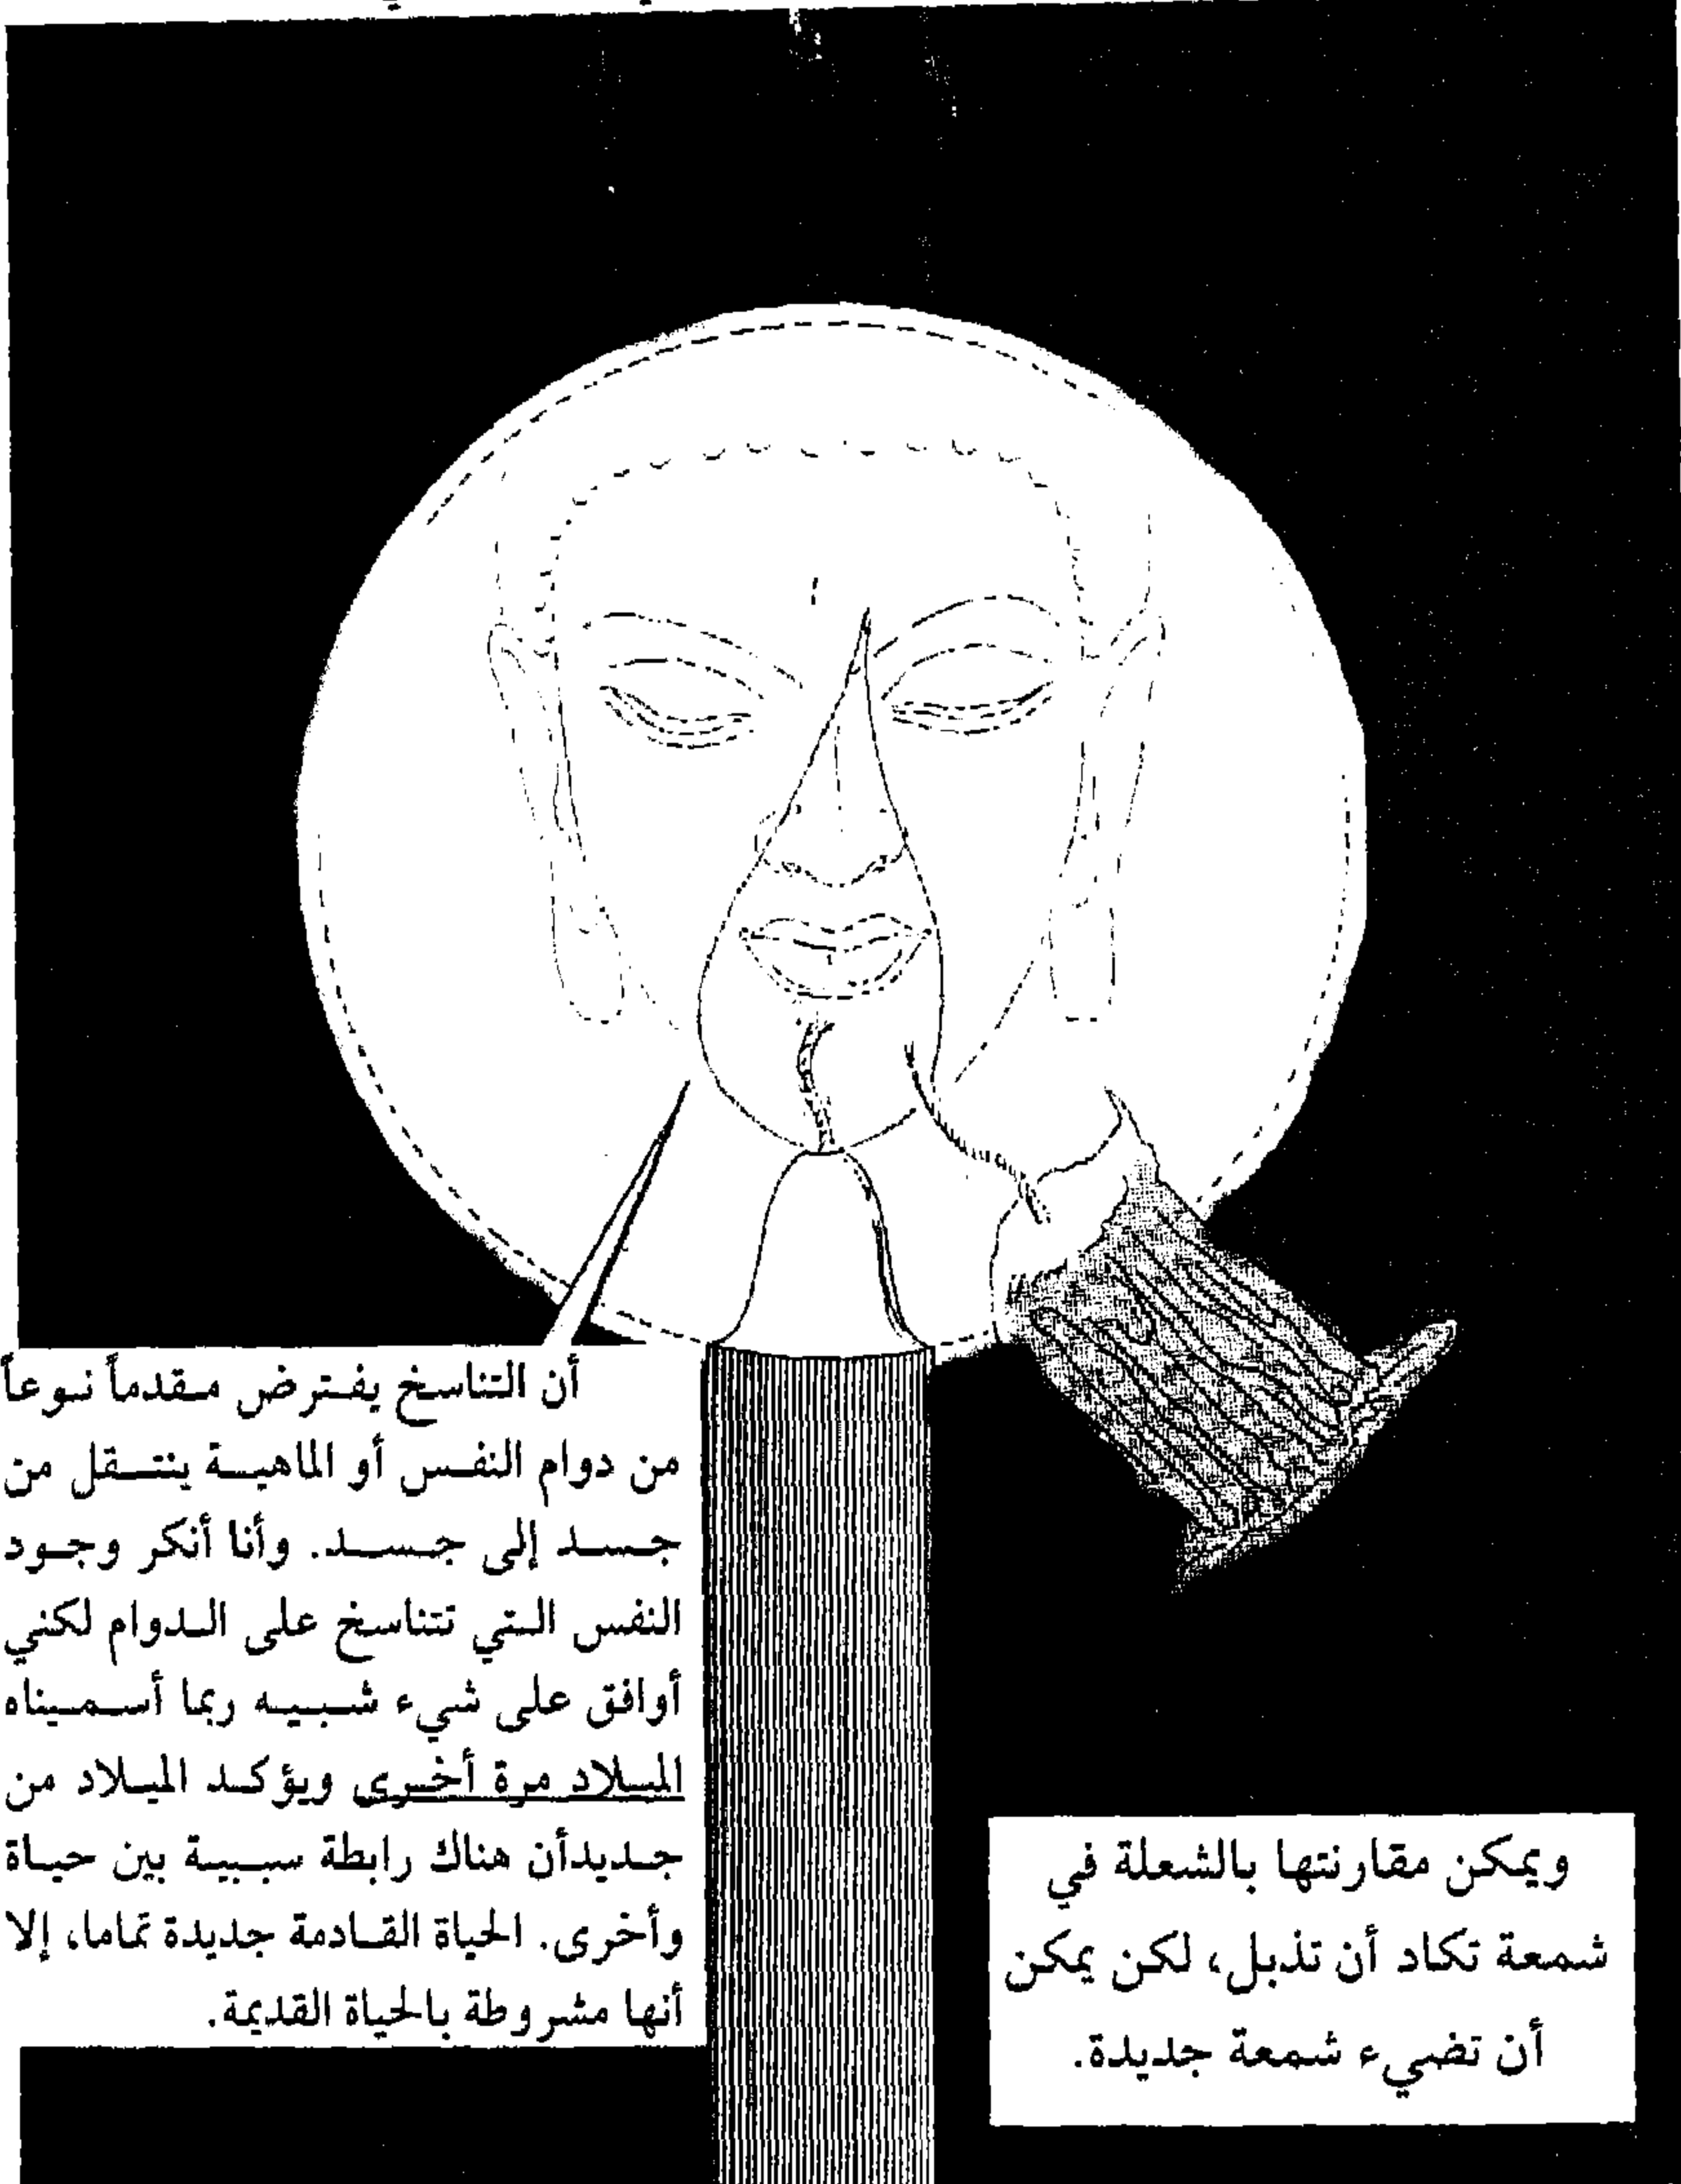 أن التناسخ يفترض مقدماً نوعاً
من دوام النفس أو الماهية ينتقل من
جسد إلى جسد. وأنا أنكر وجود
النفس التي تتناسخ على الدوام لكني
أوافق على شيء شبيه ربما أسميناه
الميلاد مرة أخرى ويؤكد الميلاد من
جديدأن هناك رابطة سببية بين حياة
وأخرى. الحياة القادمة جديدة تماما، إلا
أنها مشروطة بالحياة القديمة.
ويمكن مقارنتها بالشعلة في
شمعة تكاد أن تذبل، لكن يمكن
أن تضيء شمعة جديدة.